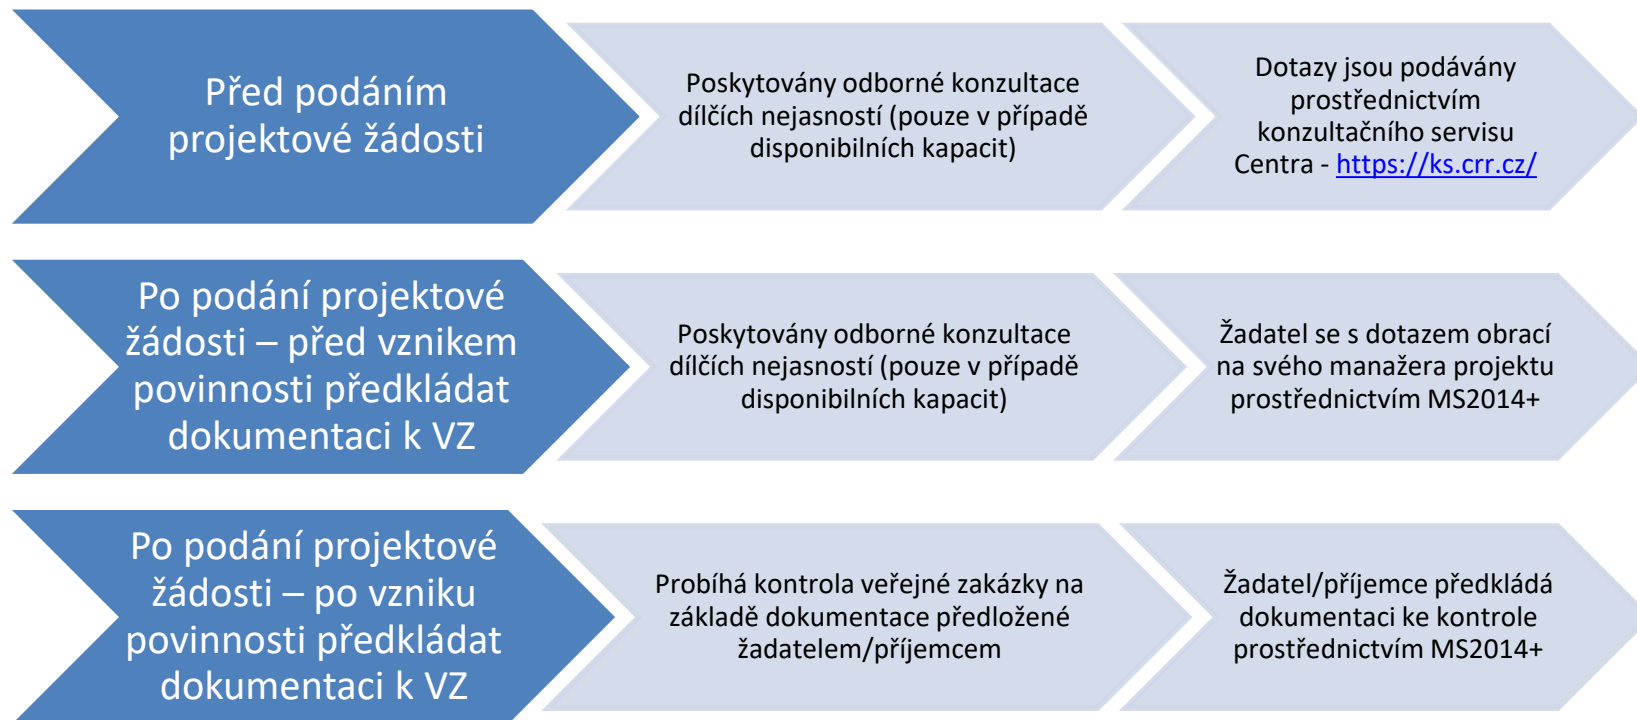 Před podáním
projektové žádosti
Poskytovány odborné konzultace
dílčích nejasností (pouze v případě
disponibilních kapacit)
Dotazy jsou podávány
prostřednictvím
konzultačního servisu
Centra - https://ks.crr.cz/
Po podání projektové
žádosti – před vznikem
povinnosti předkládat
dokumentaci k VZ
Poskytovány odborné konzultace
dílčích nejasností (pouze v případě
disponibilních kapacit)
Žadatel se s dotazem obrací
na svého manažera projektu
prostřednictvím MS2014+
Po podání projektové
žádosti – po vzniku
povinnosti předkládat
dokumentaci k VZ
Probíhá kontrola veřejné zakázky na
základě dokumentace předložené
žadatelem/příjemcem
Žadatel/příjemce předkládá
dokumentaci ke kontrole
prostřednictvím MS2014+